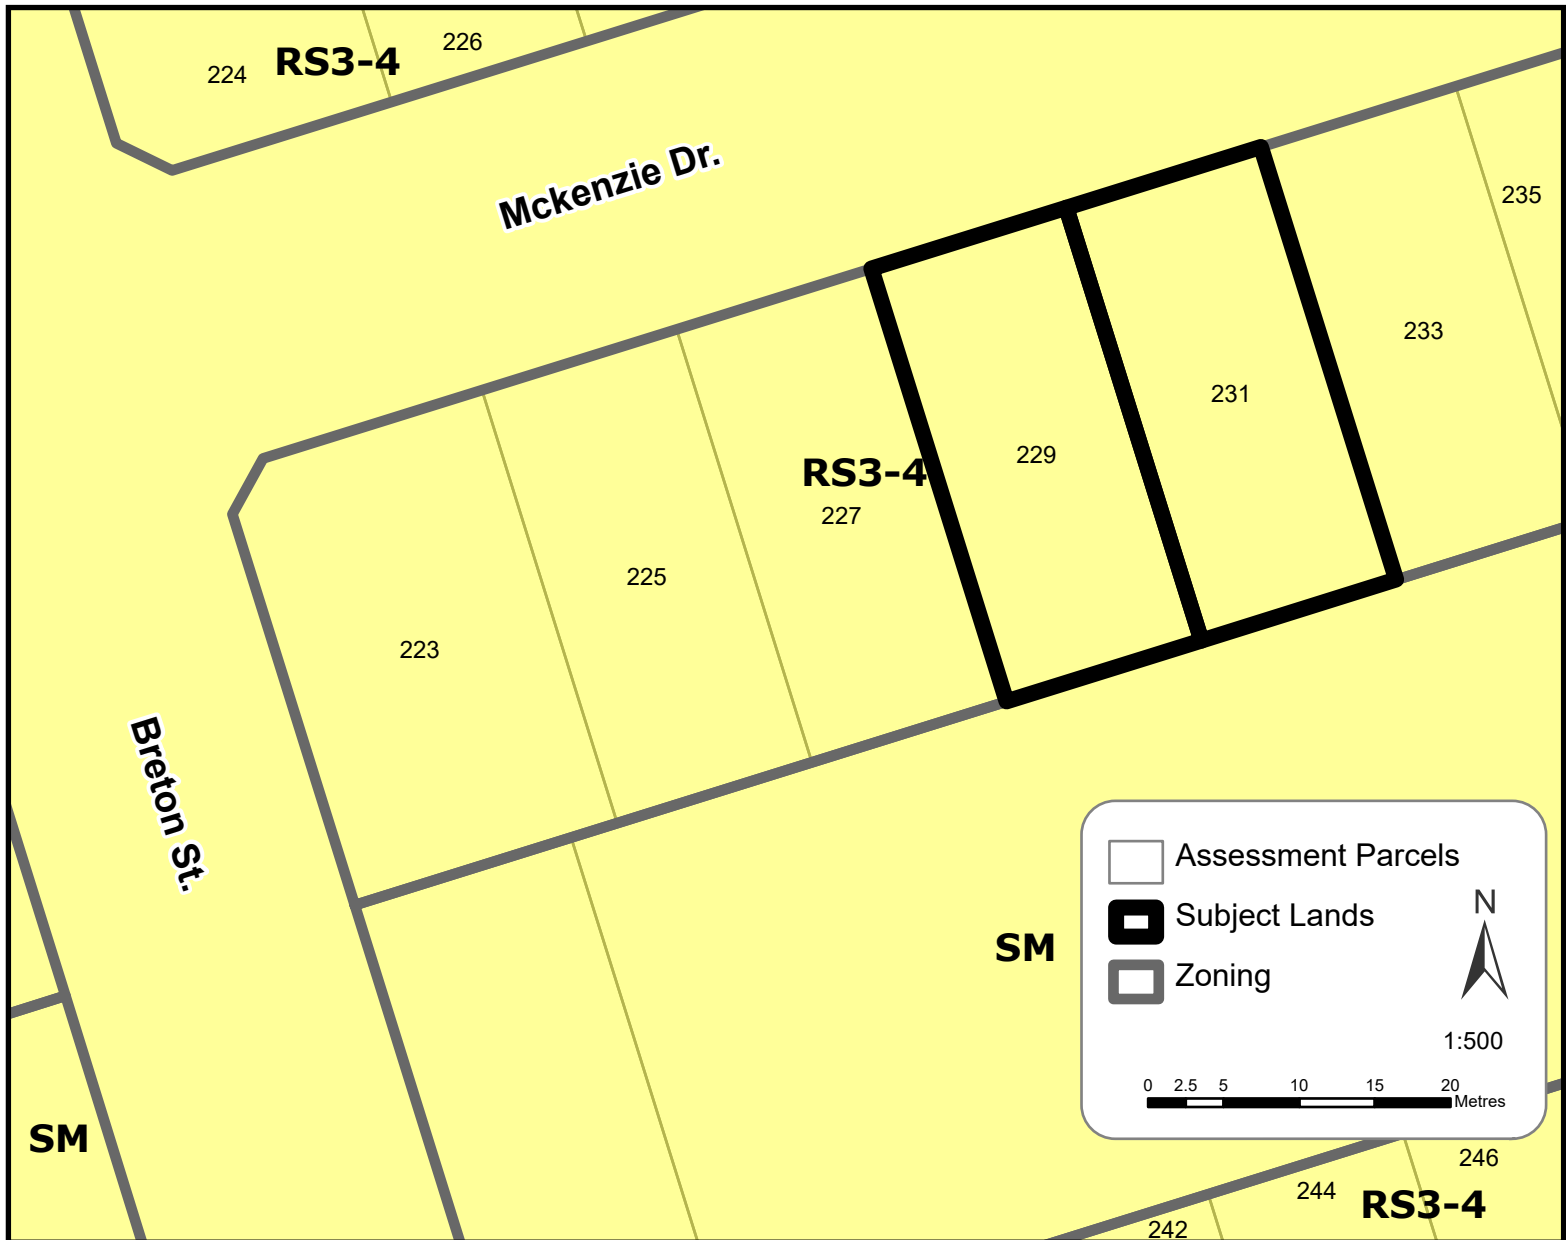 226
RS3-4
224
Mckenzie Dr.
235
233
231
229
RS3-4
227
225
223
Breton St.
Assessment Parcels
Subject Lands
Zoning
N
1:500
0 2.5 5 10 15 20
Metres
SM
SM
246
244
RS3-4
242